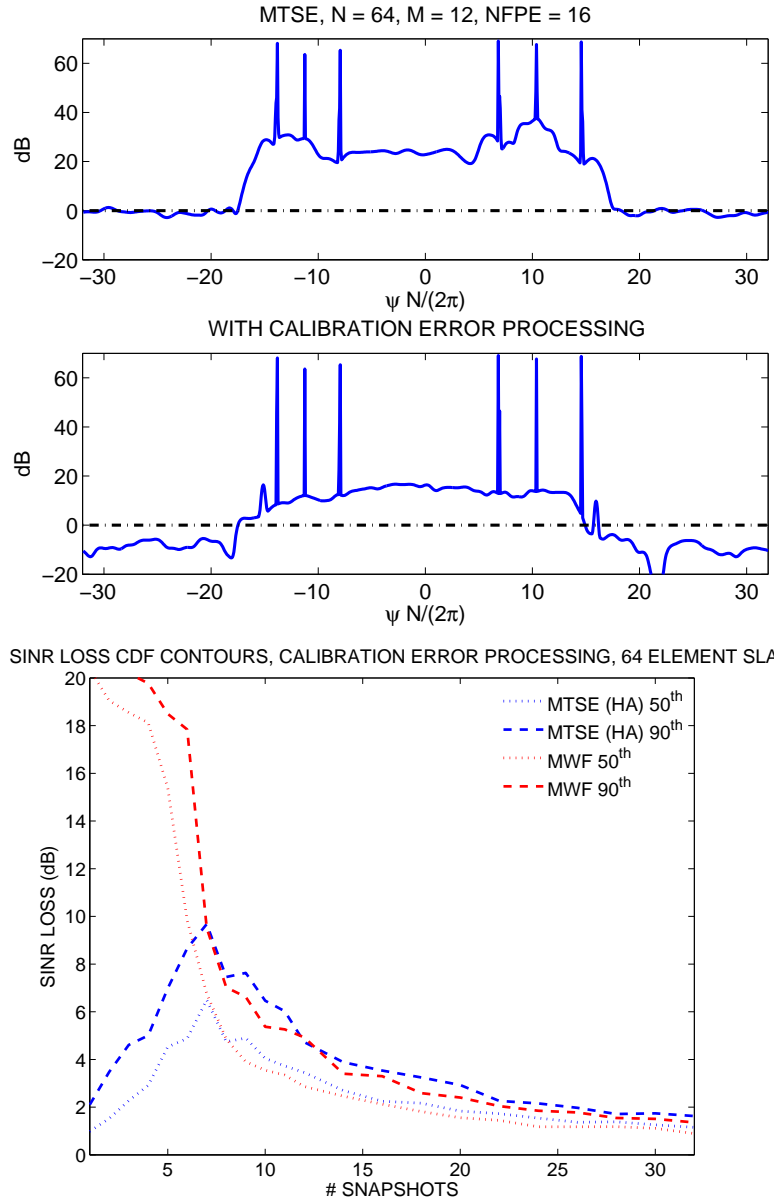 MTSE, N = 64, M = 12, NFPE = 16
60
40
20
0
−20
dB
−30 −20 −10 0 10 20 30
ψ N/(2π)
WITH CALIBRATION ERROR PROCESSING
60
40
20
0
−20
dB
−30 −20 −10 0 10 20 30
ψ N/(2π)
SINR LOSS CDF CONTOURS, CALIBRATION ERROR PROCESSING, 64 ELEMENT SLA
20
18
16
14
12
10
8
6
4
2
0
SINR LOSS (dB)
MTSE (HA) 50th
MTSE (HA) 90th
MWF 50th
MWF 90th
5 10 15 20 25 30
# SNAPSHOTS